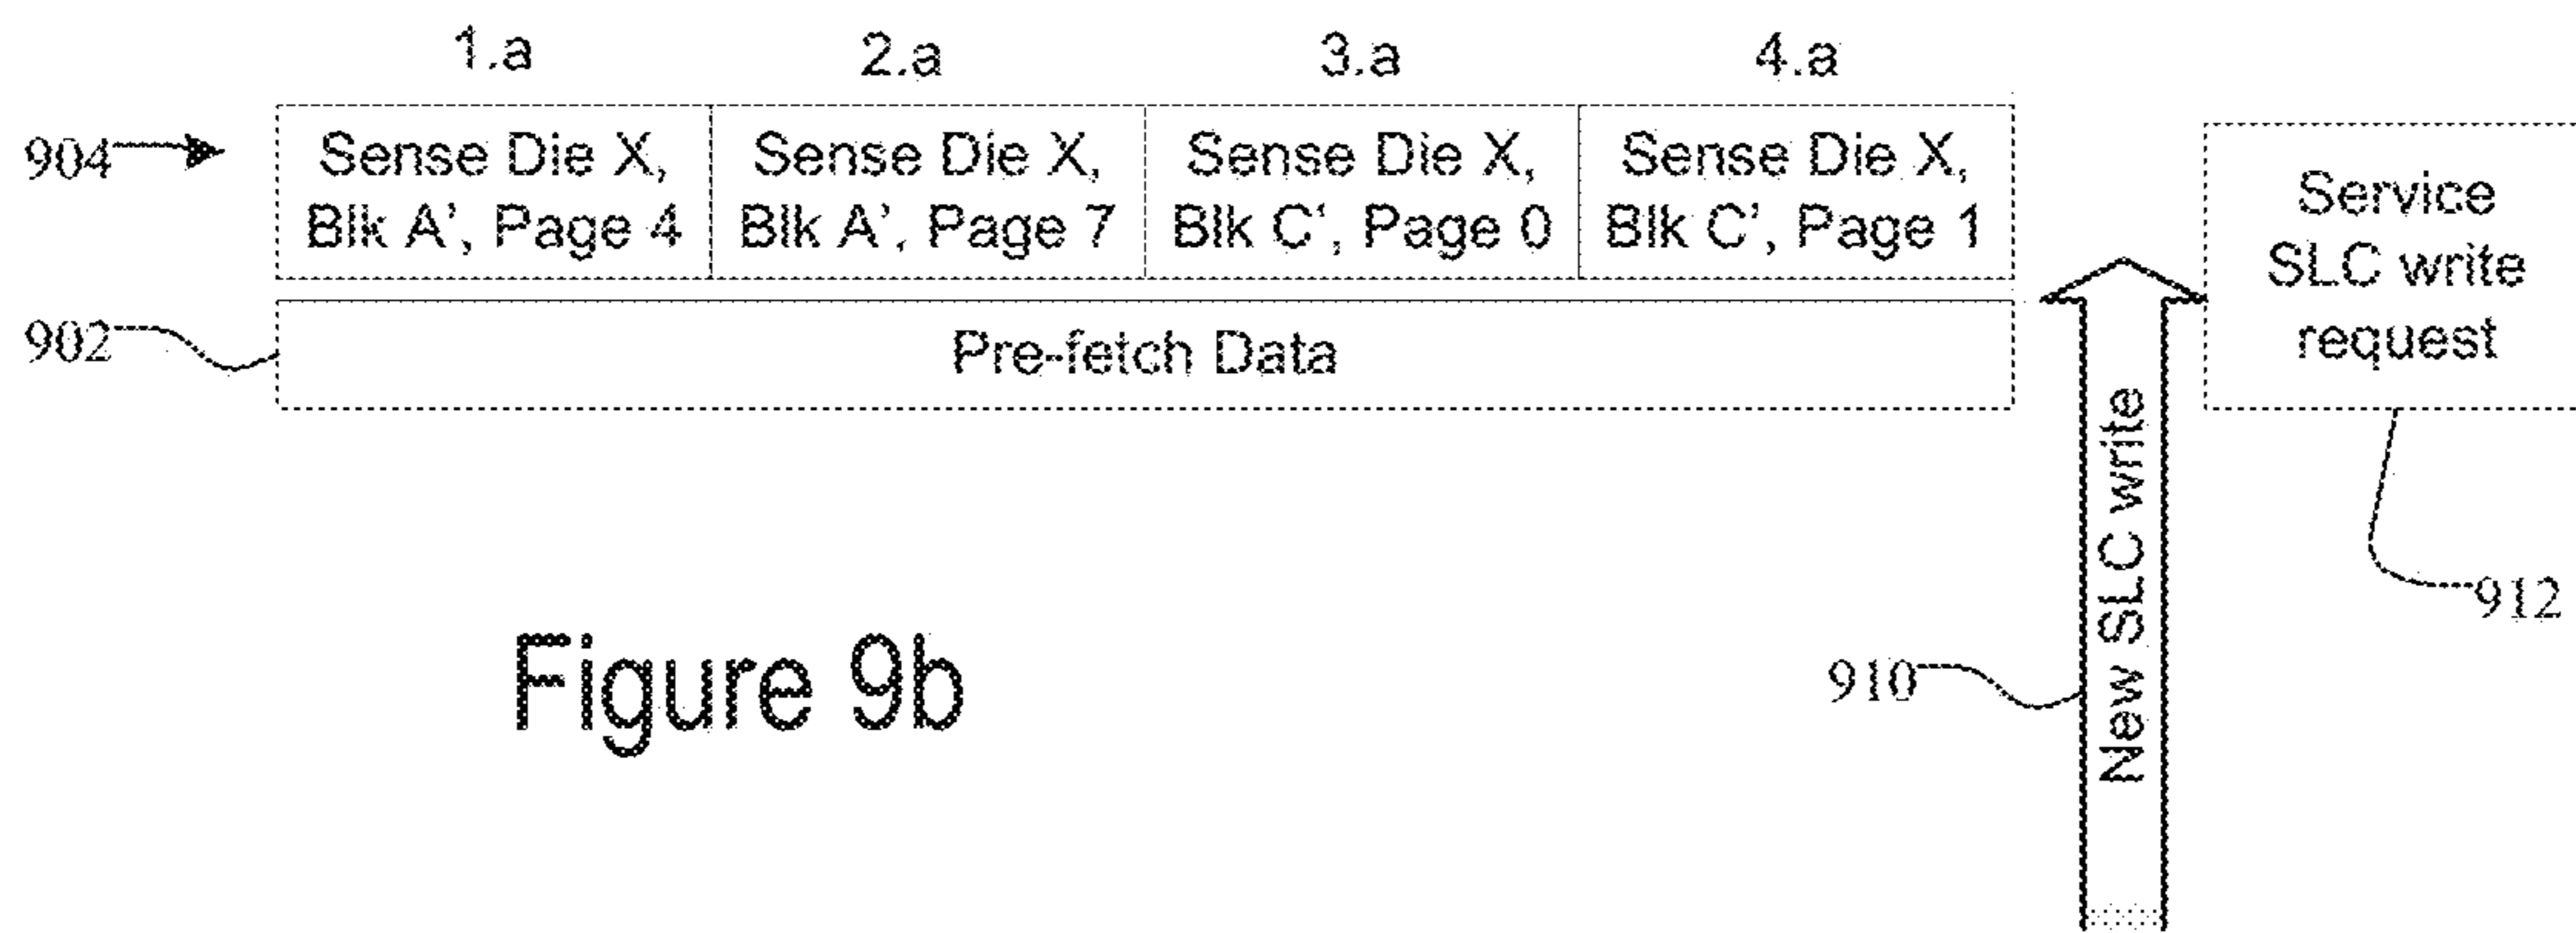 1.a 2.a 3.a 4.a
904
Sense Die X, Sense Die X, Sense Die X, Sense Die X,
Blk A', Page 4 Blk A', Page 7 Blk C', Page 0 Blk C', Page 1
Service
SLC write
request
902
Pre-fetch Data
New SLC write
912
910
Figure 9b